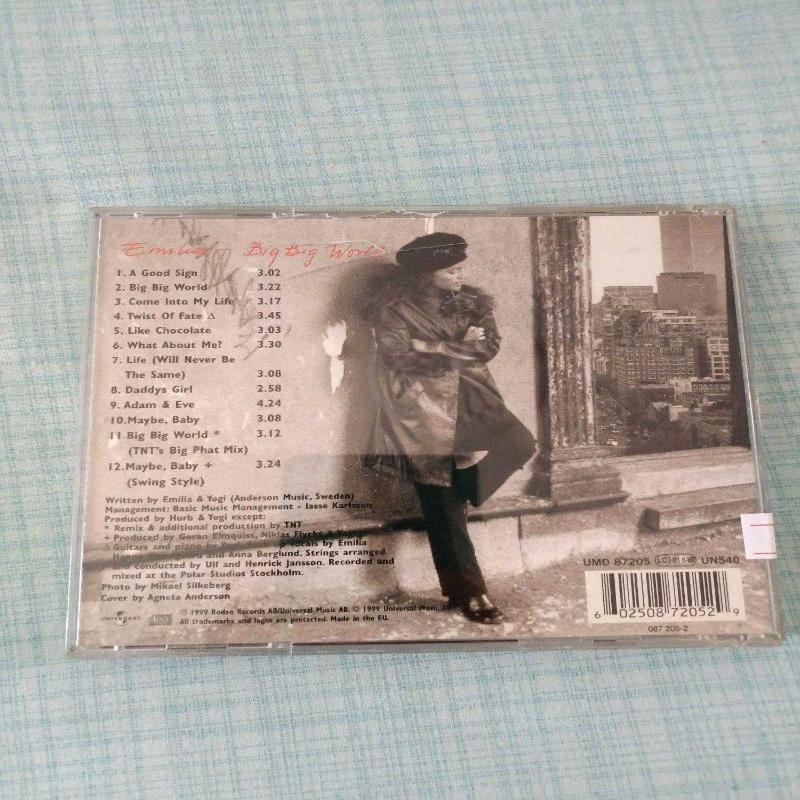 Emilia Big Big World
1. A Good Sign 3.02
2. Big Big World 3.22
3. Come Into My Life 3.17
4. Twist Of Fate Δ 3.45
5. Like Chocolate 3.03
6. What About Me? 3.30
7. Life (Will Never Be
The Same) 3.08
8. Daddys Girl 2.58
9. Adam & Eve 4.24
10. Maybe, Baby 3.08
11. Big Big World * 3.12
(TNT's Big Phat Mix)
12. Maybe, Baby + 3.24
(Swing Style)
Written by Emilia & Yogi (Anderson Music, Sweden)
Management: Basic Music Management - lasse Karlsson
Produced by Hurb & Yogi except:
* Remix & additional production by TNT
+ Produced by Goran Elmquist, Niklas
Δ Guitars and piano by vocals by Emilia
and Anna Berglund. Strings arranged
and conducted by Ulf and Henrick Jansson. Recorded and
mixed at the Polar Studios Stockholm.
Photo by Mikael Silkeberg
Cover by Agneta Anderson
UNIVERSAL
℗ 1999 Rodeo Records AB/Universal Music AB. © 1999 Universal Music
All trademarks and logos are protected. Made in the EU.
UMD 87205 LC 01846 UN540
6 02508 72052 9
087 205-2